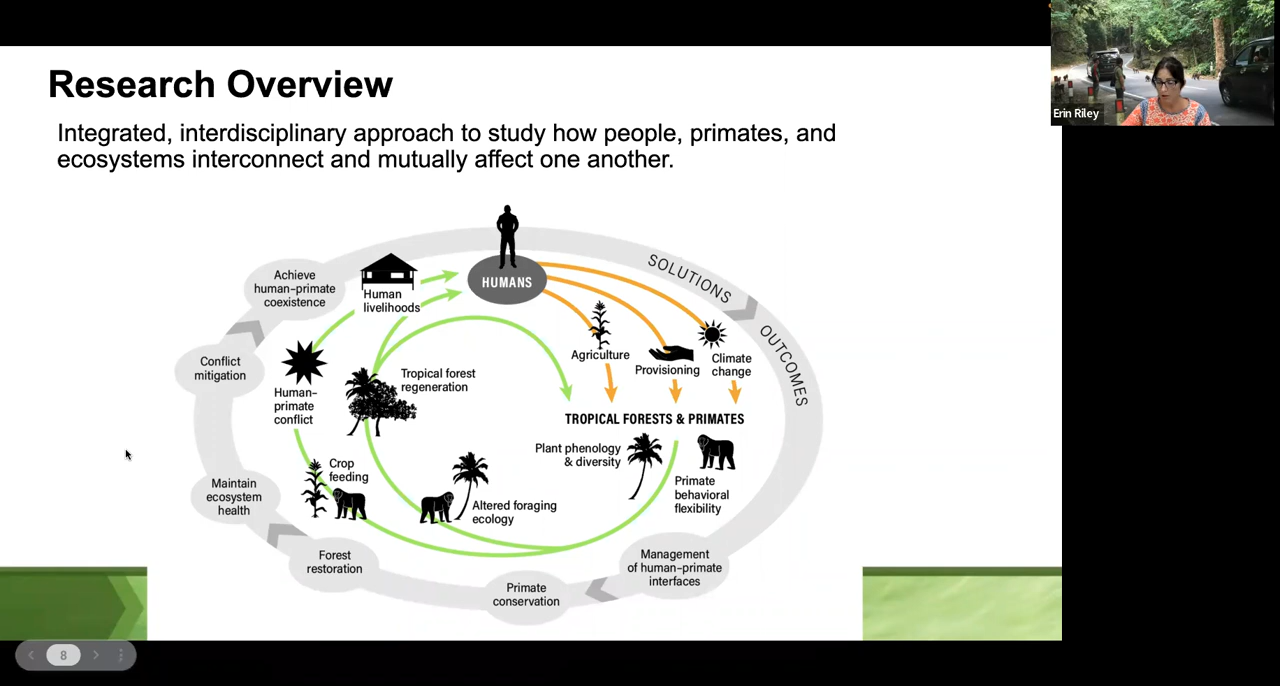 Research Overview
Integrated, interdisciplinary approach to study how people, primates, and
ecosystems interconnect and mutually affect one another.
Erin Riley
HUMANS
SOLUTIONS
OUTCOMES
Achieve
human–primate
coexistence
Human
livelihoods
Agriculture
Provisioning
Climate
change
Conflict
mitigation
Human–
primate
conflict
Tropical forest
regeneration
TROPICAL FORESTS & PRIMATES
Plant phenology
& diversity
Primate
behavioral
flexibility
Crop
feeding
Altered foraging
ecology
Maintain
ecosystem
health
Forest
restoration
Primate
conservation
Management
of human–primate
interfaces
8